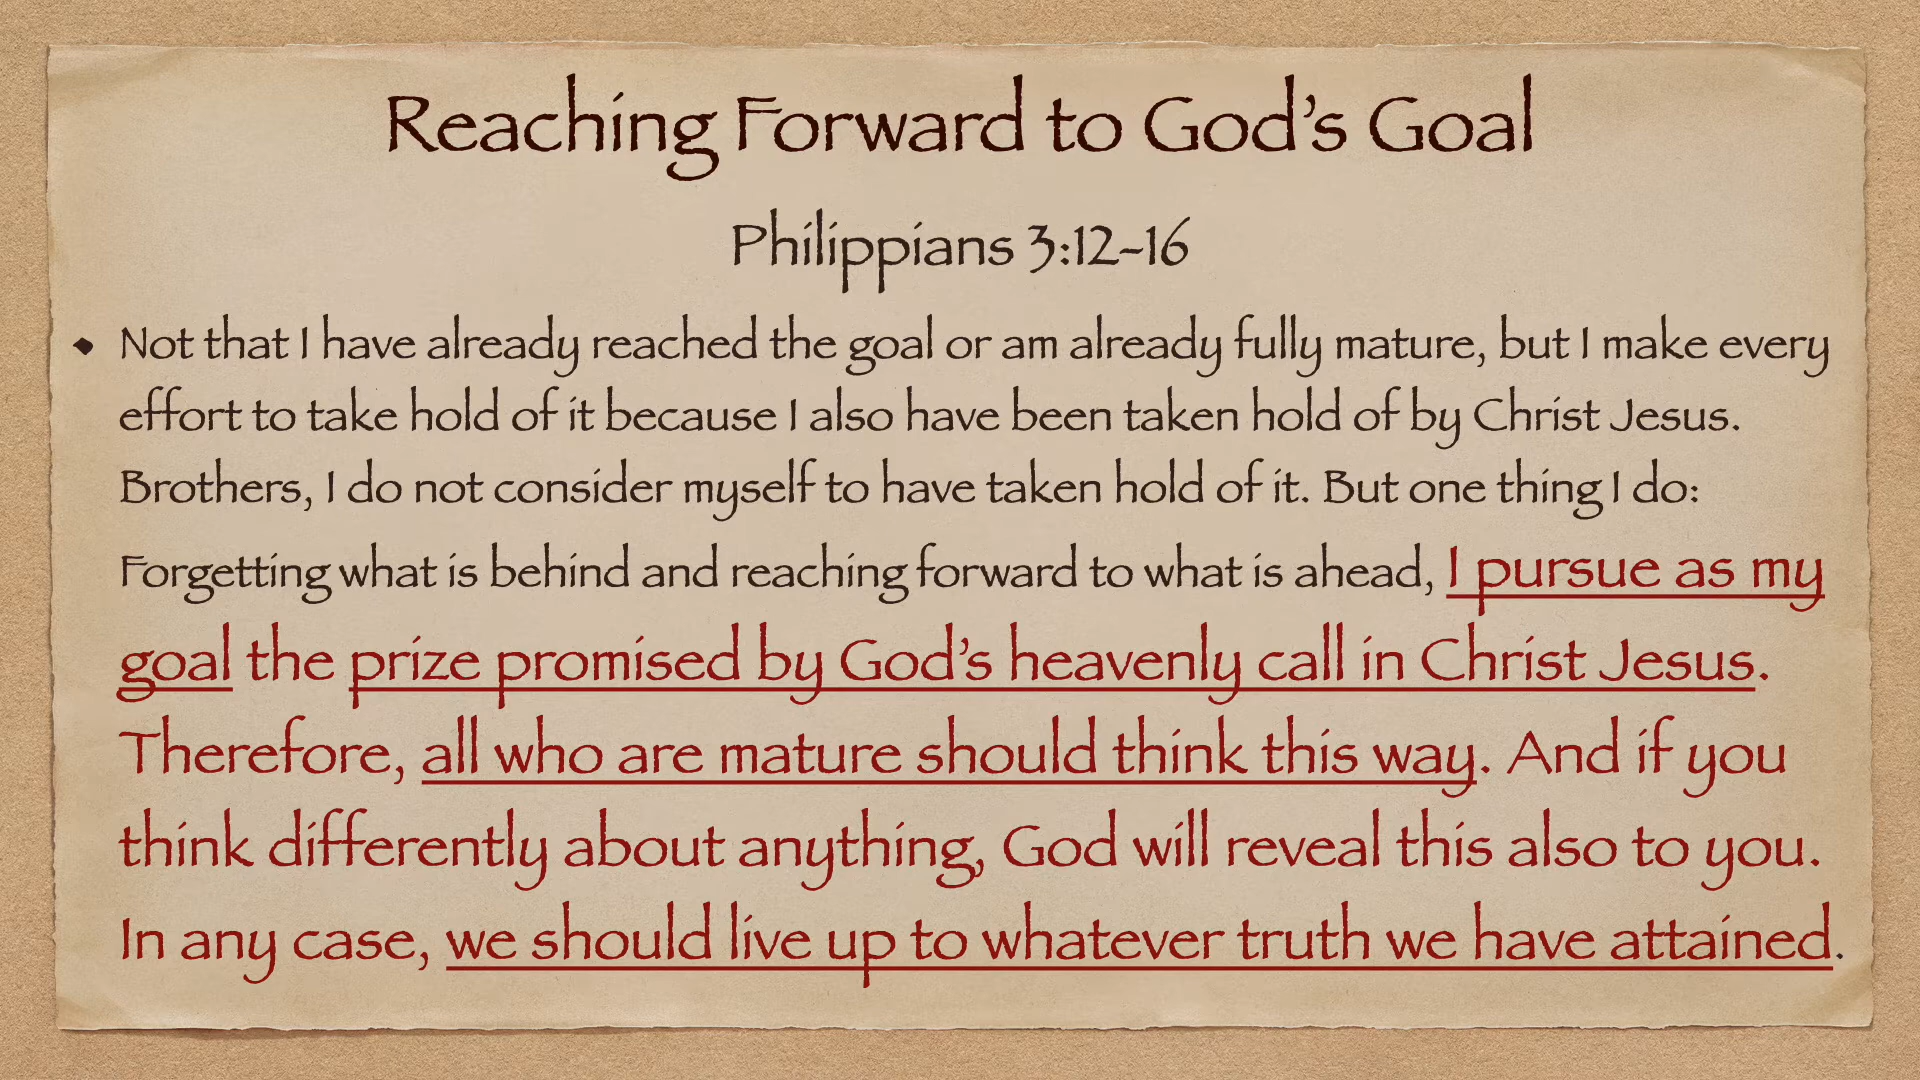 Reaching Forward to God's Goal
Philippians 3:12-16
• Not that I have already reached the goal or am already fully mature, but I make every
effort to take hold of it because I also have been taken hold of by Christ Jesus.
Brothers, I do not consider myself to have taken hold of it. But one thing I do:
Forgetting what is behind and reaching forward to what is ahead, I pursue as my
goal the prize promised by God's heavenly call in Christ Jesus.
Therefore, all who are mature should think this way. And if you
think differently about anything, God will reveal this also to you.
In any case, we should live up to whatever truth we have attained.